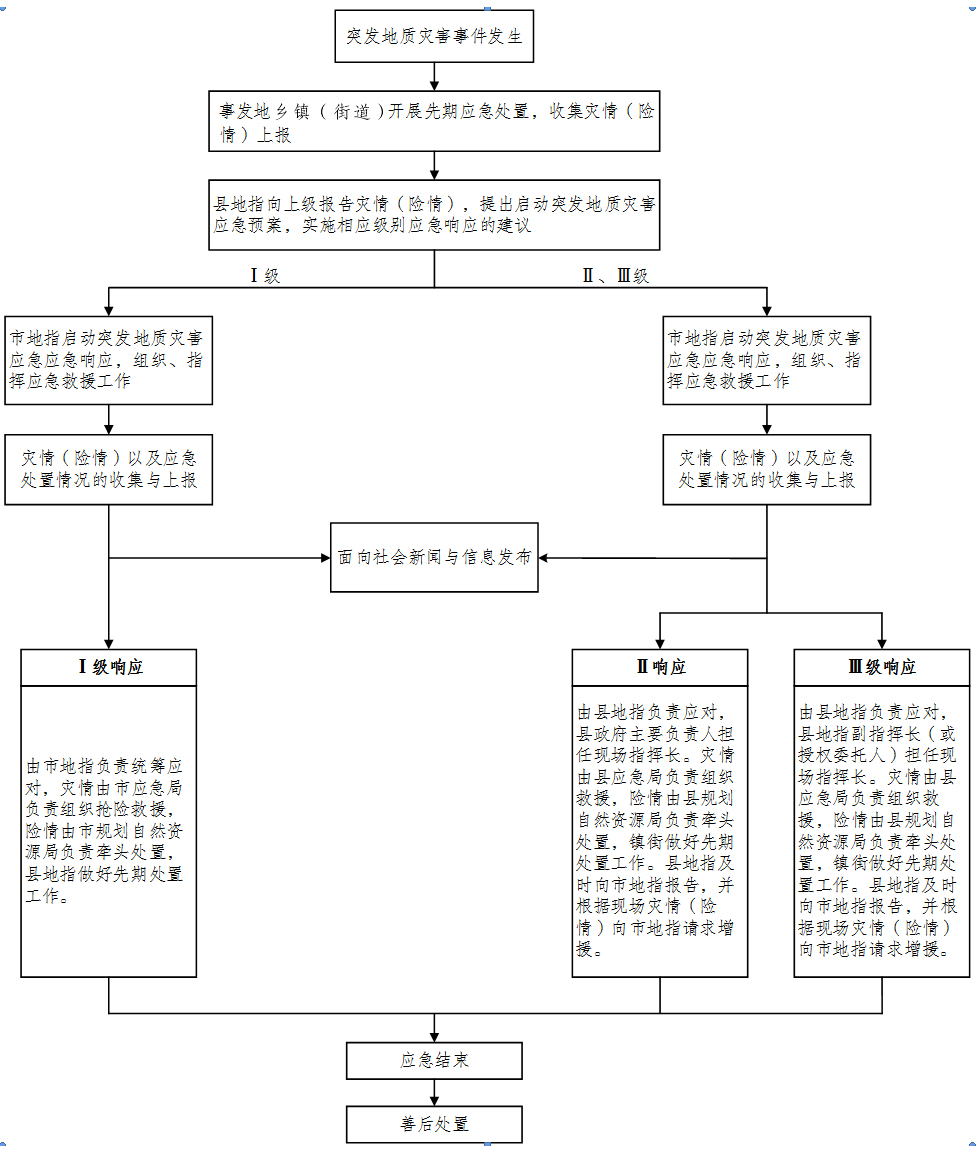 突发地质灾害事件发生
事发地乡镇（街道)开展先期应急处置，收集灾情（险
情）上报
县地指向上级报告灾情（险情），提出启动突发地质灾害
应急预案，实施相应级别应急响应的建议
Ⅰ级
Ⅱ、Ⅲ级
市地指启动突发地质灾害
应急应急响应，组织、指
挥应急救援工作
市地指启动突发地质灾害
应急应急响应，组织、指
挥应急救援工作
灾情（险情）以及应急
处置情况的收集与上报
灾情（险情）以及应急
处置情况的收集与上报
面向社会新闻与信息发布
Ⅰ级响应
由市地指负责统筹应
对，灾情由市应急局
负责组织抢险救援，
险情由市规划自然资
源局负责牵头处置，
县地指做好先期处置
工作。
Ⅱ响应
由县地指负责应对，
县政府主要负责人担
任现场指挥长。灾情
由县应急局负责组织
救援，险情由县规划
自然资源局负责牵头
处置，镇街做好先期
处置工作。县地指及
时向市地指报告，并
根据现场灾情（险
情）向市地指请求增
援。
Ⅲ级响应
由县地指负责应对，
县地指副指挥长（或
授权委托人）担任现
场指挥长。灾情由县
应急局负责组织救
援，险情由县规划自
然资源局负责牵头处
置，镇街做好先期处
置工作。县地指及时
向市地指报告，并根
据现场灾情（险情）
向市地指请求增援。
应急结束
善后处置